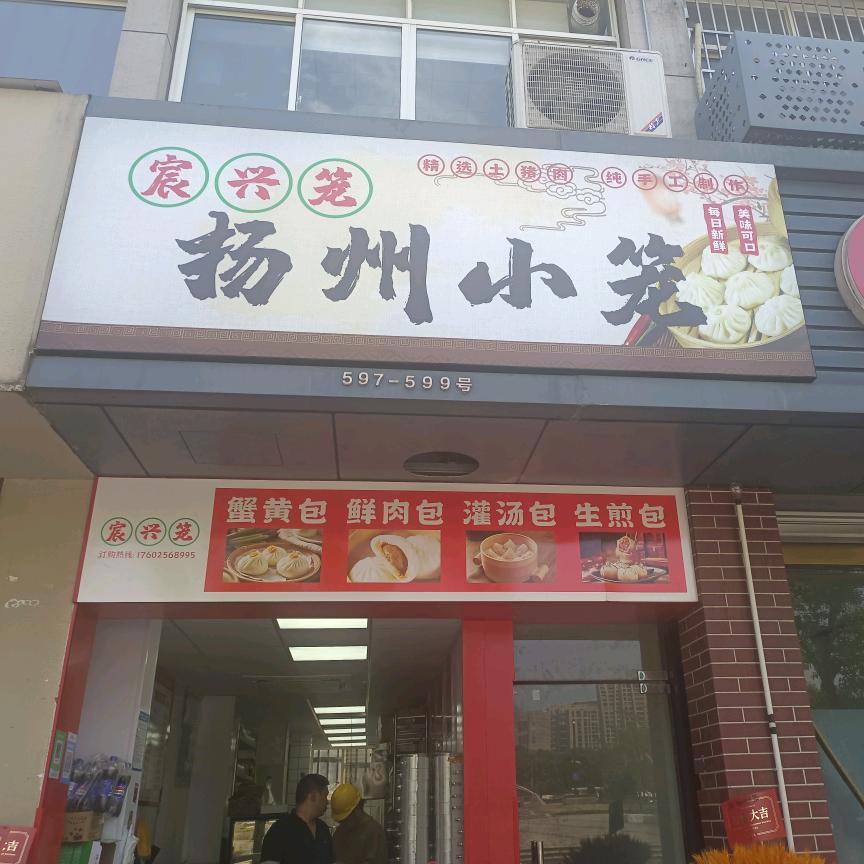 GREE
宸兴笼
精选土猪肉 纯手工制作
每日新鲜
美味可口
扬州小笼
597-599号
宸兴笼
订购热线: 17602568995
蟹黄包 鲜肉包 灌汤包 生煎包
大吉
吉